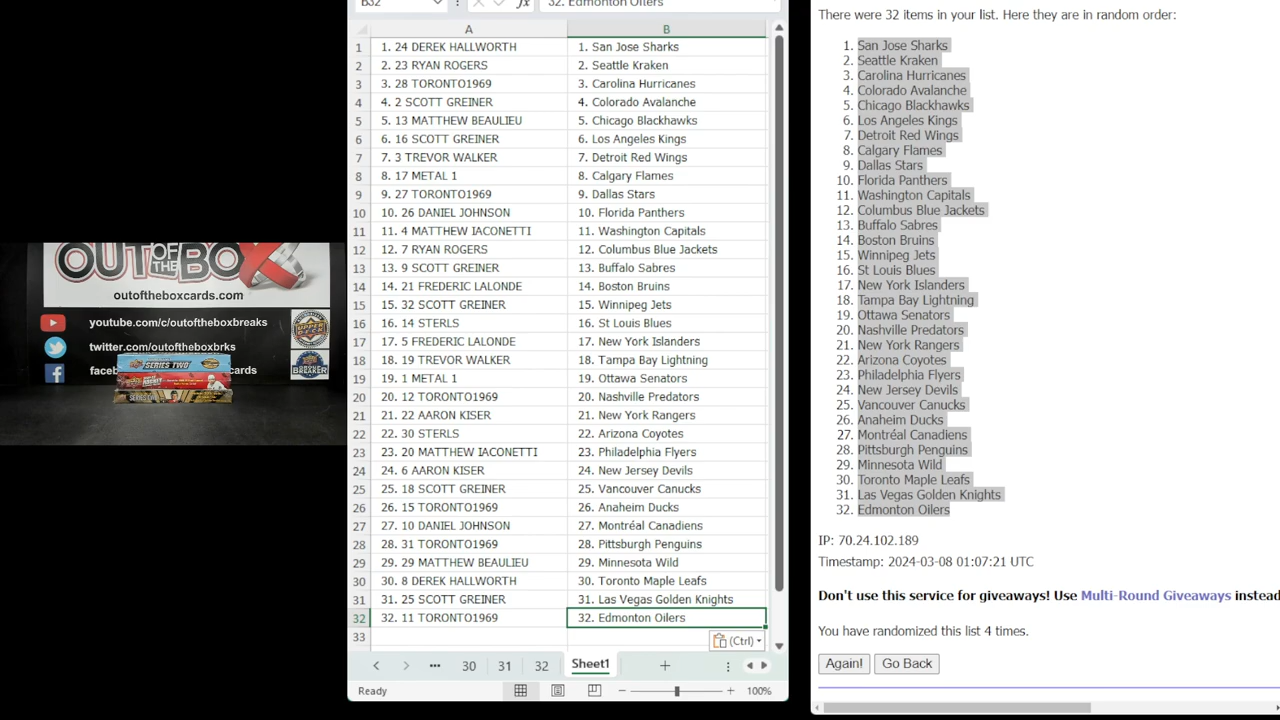 OUT OF THE BOX
outoftheboxcards.com
youtube.com/c/outoftheboxbreaks
twitter.com/outoftheboxbrks
SERIES TWO
UPPER DECK
BREAKER
B32
fx
32. Edmonton Oilers
A B
1 1. 24 DEREK HALLWORTH 1. San Jose Sharks
2 2. 23 RYAN ROGERS 2. Seattle Kraken
3 3. 28 TORONTO1969 3. Carolina Hurricanes
4 4. 2 SCOTT GREINER 4. Colorado Avalanche
5 5. 13 MATTHEW BEAULIEU 5. Chicago Blackhawks
6 6. 16 SCOTT GREINER 6. Los Angeles Kings
7 7. 3 TREVOR WALKER 7. Detroit Red Wings
8 8. 17 METAL 1 8. Calgary Flames
9 9. 27 TORONTO1969 9. Dallas Stars
10 10. 26 DANIEL JOHNSON 10. Florida Panthers
11 11. 4 MATTHEW IACONETTI 11. Washington Capitals
12 12. 7 RYAN ROGERS 12. Columbus Blue Jackets
13 13. 9 SCOTT GREINER 13. Buffalo Sabres
14 14. 21 FREDERIC LALONDE 14. Boston Bruins
15 15. 32 SCOTT GREINER 15. Winnipeg Jets
16 16. 14 STERLS 16. St Louis Blues
17 17. 5 FREDERIC LALONDE 17. New York Islanders
18 18. 19 TREVOR WALKER 18. Tampa Bay Lightning
19 19. 1 METAL 1 19. Ottawa Senators
20 20. 12 TORONTO1969 20. Nashville Predators
21 21. 22 AARON KISER 21. New York Rangers
22 22. 30 STERLS 22. Arizona Coyotes
23 23. 20 MATTHEW IACONETTI 23. Philadelphia Flyers
24 24. 6 AARON KISER 24. New Jersey Devils
25 25. 18 SCOTT GREINER 25. Vancouver Canucks
26 26. 15 TORONTO1969 26. Anaheim Ducks
27 27. 10 DANIEL JOHNSON 27. Montréal Canadiens
28 28. 31 TORONTO1969 28. Pittsburgh Penguins
29 29. 29 MATTHEW BEAULIEU 29. Minnesota Wild
30 30. 8 DEREK HALLWORTH 30. Toronto Maple Leafs
31 31. 25 SCOTT GREINER 31. Las Vegas Golden Knights
32 32. 11 TORONTO1969 32. Edmonton Oilers
33
(Ctrl)
30 31 32 Sheet1
Ready 100%
There were 32 items in your list. Here they are in random order:
1. San Jose Sharks
2. Seattle Kraken
3. Carolina Hurricanes
4. Colorado Avalanche
5. Chicago Blackhawks
6. Los Angeles Kings
7. Detroit Red Wings
8. Calgary Flames
9. Dallas Stars
10. Florida Panthers
11. Washington Capitals
12. Columbus Blue Jackets
13. Buffalo Sabres
14. Boston Bruins
15. Winnipeg Jets
16. St Louis Blues
17. New York Islanders
18. Tampa Bay Lightning
19. Ottawa Senators
20. Nashville Predators
21. New York Rangers
22. Arizona Coyotes
23. Philadelphia Flyers
24. New Jersey Devils
25. Vancouver Canucks
26. Anaheim Ducks
27. Montréal Canadiens
28. Pittsburgh Penguins
29. Minnesota Wild
30. Toronto Maple Leafs
31. Las Vegas Golden Knights
32. Edmonton Oilers
IP: 70.24.102.189
Timestamp: 2024-03-08 01:07:21 UTC
Don't use this service for giveaways! Use Multi-Round Giveaways instead
You have randomized this list 4 times.
Again! Go Back